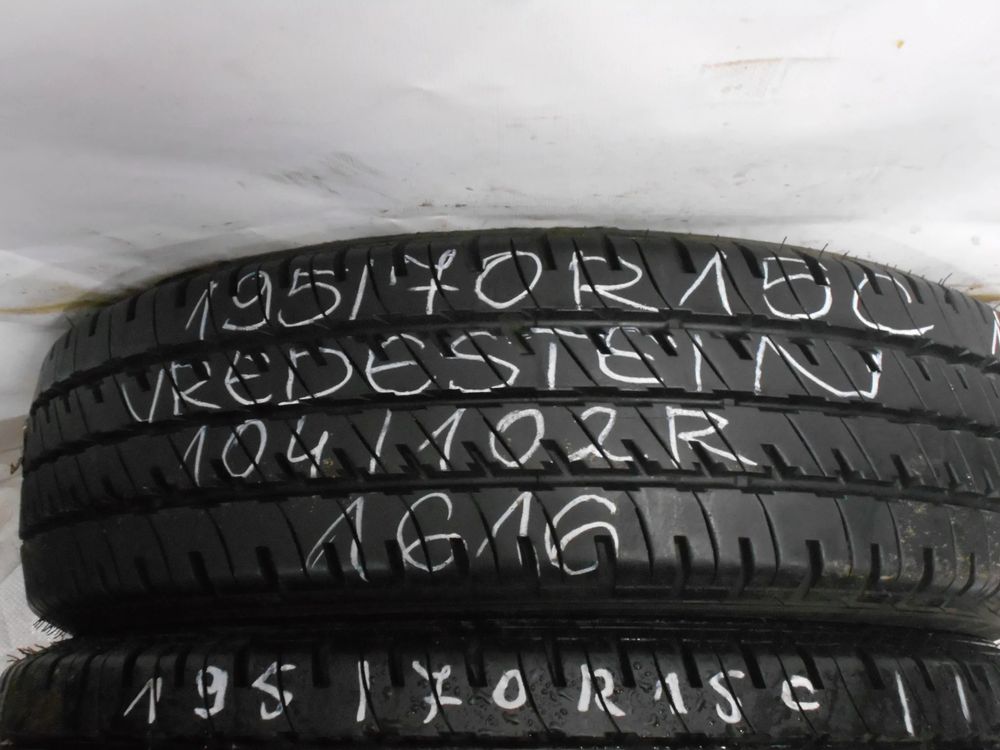 195/70R15C
VREDESTEIN
104/102R
1616
195/70R15C